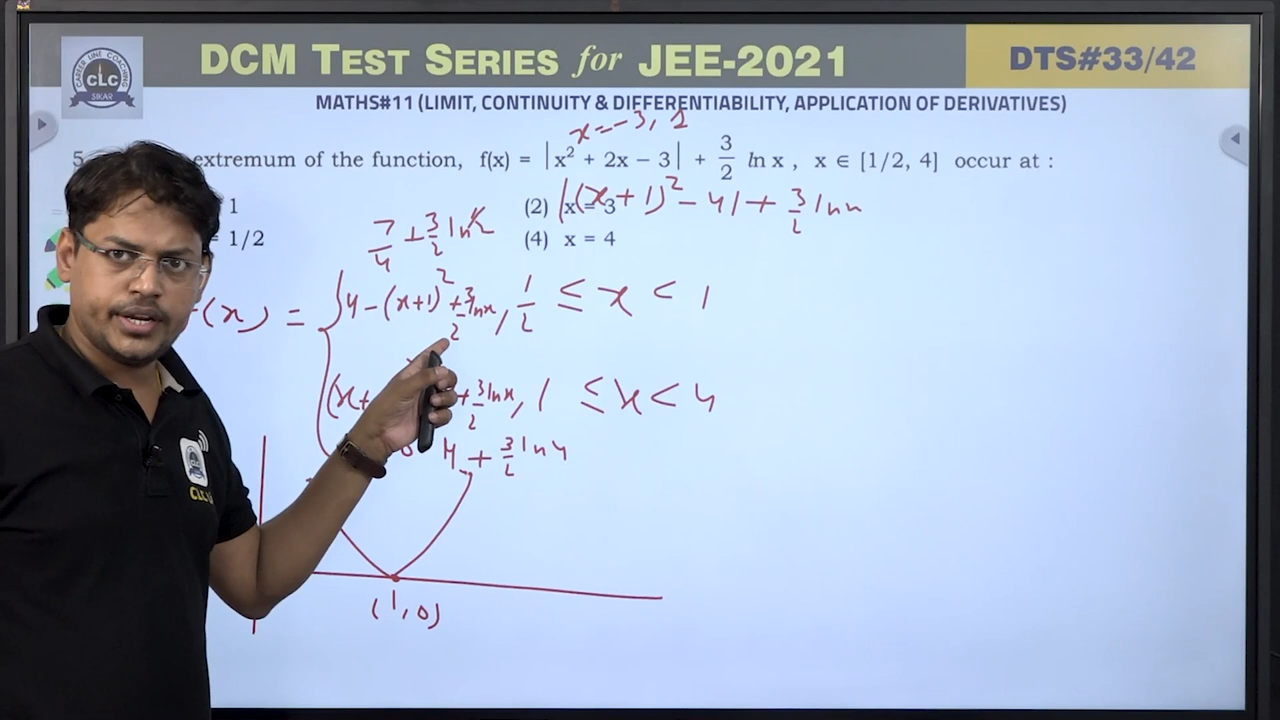 CAREER LINE COACHING
CLC
SIKAR
DCM TEST SERIES for JEE-2021
DTS#33/42
MATHS#11 (LIMIT, CONTINUITY & DIFFERENTIABILITY, APPLICATION OF DERIVATIVES)
x = -3, 1
5. extremum of the function, f(x) = |x² + 2x − 3| + 3/2 ln x , x ∈ [1/2, 4] occur at :
1
(2) x = 3
|(x+1)² - 4| + 3/2 ln x
7/4 + 3/2 ln
1/2
(4) x = 4
(x) = { 4-(x+1)² + 3/2 ln x, 1/2 ≤ x < 1
(x+ + 3/2 ln x, 1 ≤ x < 4
4 + 3/2 ln 4
(1, 0)
CLC